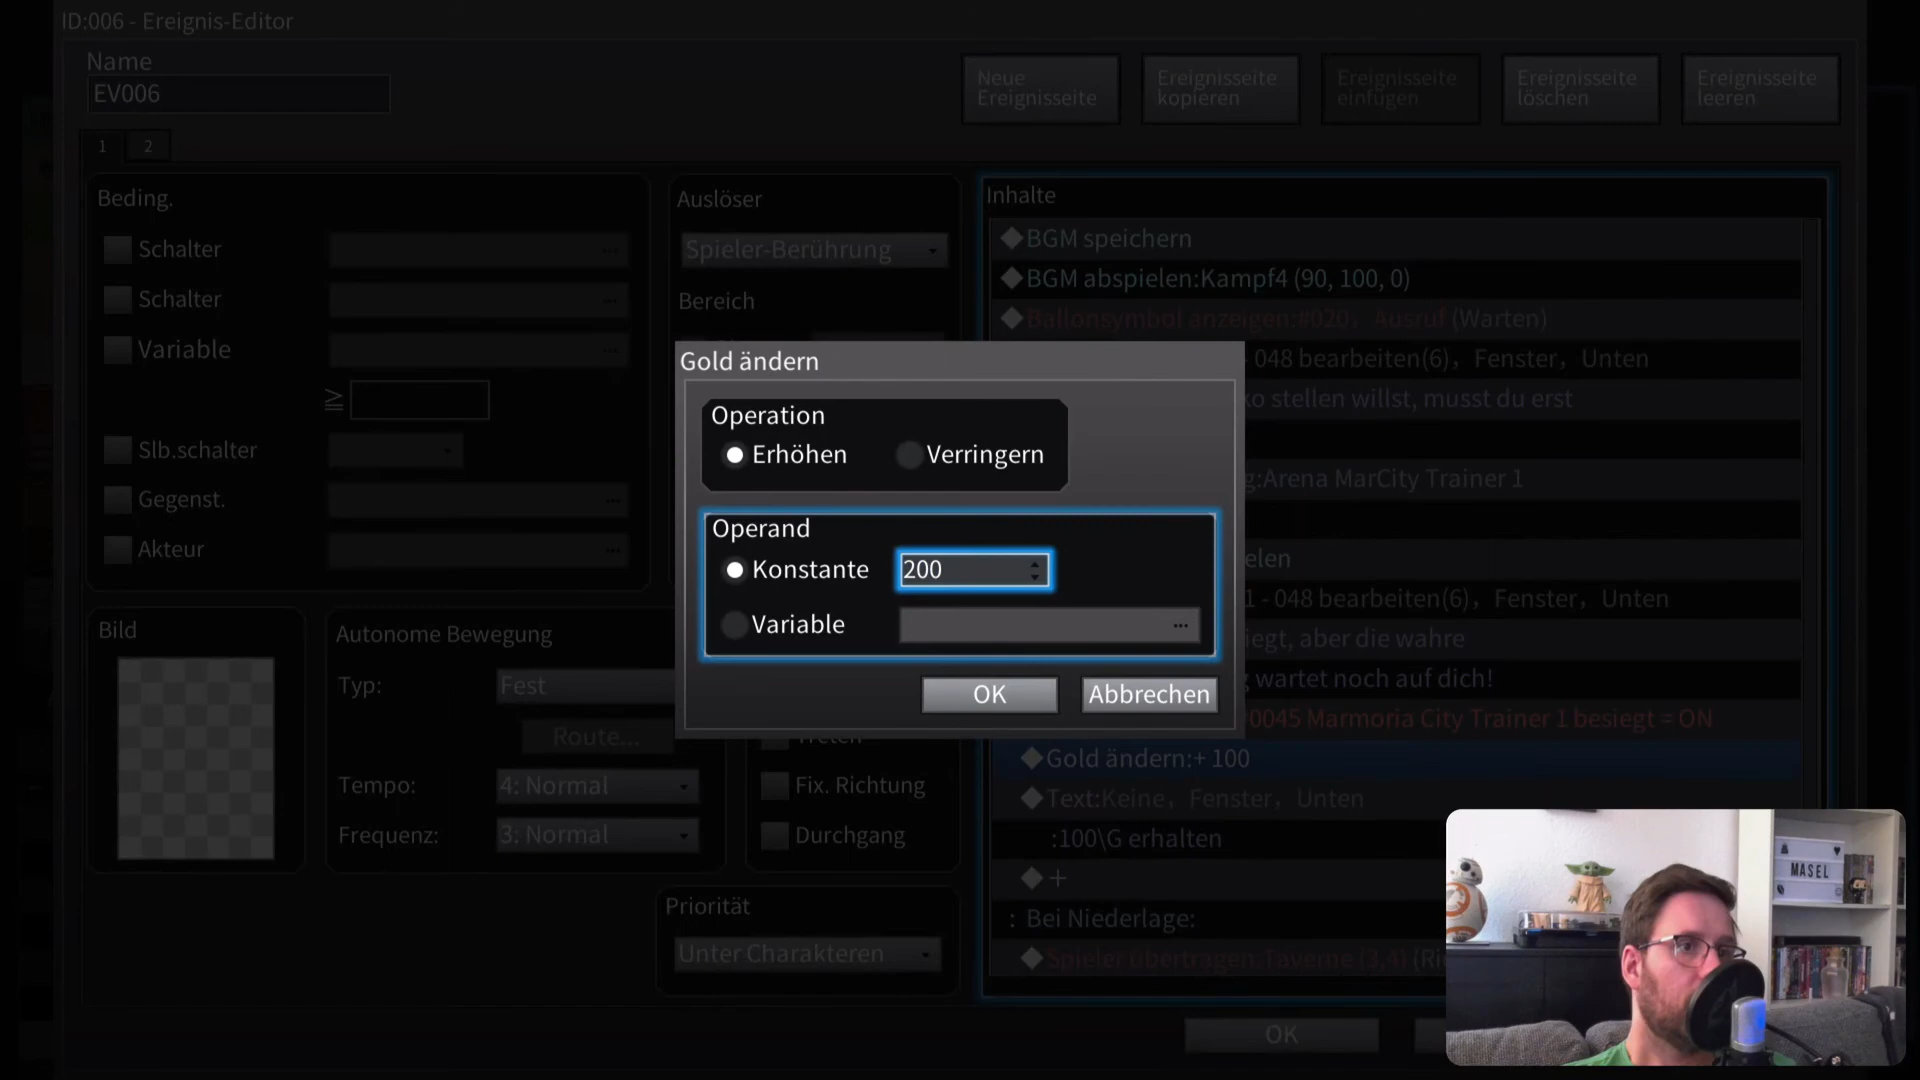 ID:006 - Ereignis-Editor
Name
EV006
Neue
Ereignisseite
Ereignisseite
kopieren
Ereignisseite
einfügen
Ereignisseite
löschen
Ereignisseite
leeren
1
2
Beding.
Schalter
...
Schalter
...
Variable
...
≧
Slb.schalter
Gegenst.
...
Akteur
...
Bild
Autonome Bewegung
Typ:
Fest
Route...
Tempo:
4: Normal
Frequenz:
3: Normal
Auslöser
Spieler-Berührung
Bereich
Fix. Richtung
Durchgang
Priorität
Unter Charakteren
Inhalte
◆BGM speichern
◆BGM abspielen:Kampf4 (90, 100, 0)
◆Ballonsymbol anzeigen:#020, Ausruf (Warten)
- 048 bearbeiten(6), Fenster, Unten
o stellen willst, musst du erst
g:Arena MarCity Trainer 1
elen
1 - 048 bearbeiten(6), Fenster, Unten
iegt, aber die wahre
g wartet noch auf dich!
0045 Marmoria City Trainer 1 besiegt = ON
◆Gold ändern:+ 100
◆Text:Keine, Fenster, Unten
:100\G erhalten
◆+
: Bei Niederlage:
◆Spieler übertragen:Taverne (3,4) (Ri
OK
Gold ändern
Operation
Erhöhen
Verringern
Operand
Konstante
200
Variable
...
OK
Abbrechen
MASEL